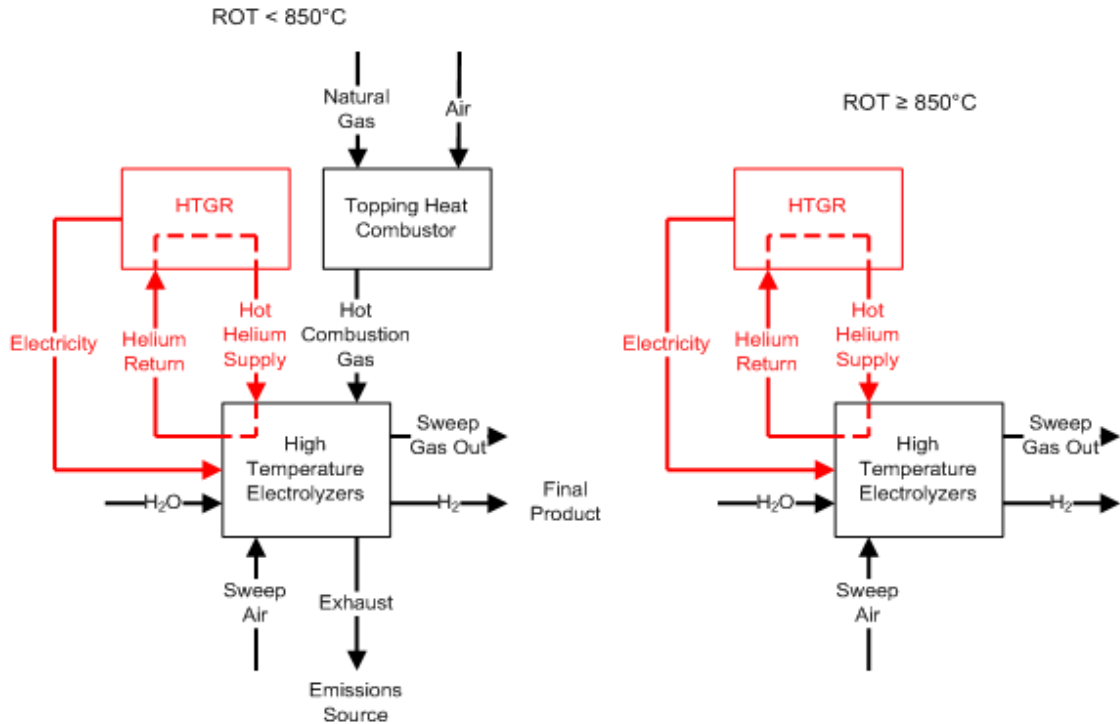 ROT < 850°C
Natural
Gas
Air
HTGR
Topping Heat
Combustor
Electricity
Helium
Return
Hot
Helium
Supply
Hot
Combustion
Gas
High
Temperature
Electrolyzers
Sweep
Gas Out
H₂O
H₂
Final
Product
Sweep
Air
Exhaust
Emissions
Source
ROT ≥ 850°C
HTGR
Electricity
Helium
Return
Hot
Helium
Supply
High
Temperature
Electrolyzers
Sweep
Gas Out
H₂O
H₂
Sweep
Air